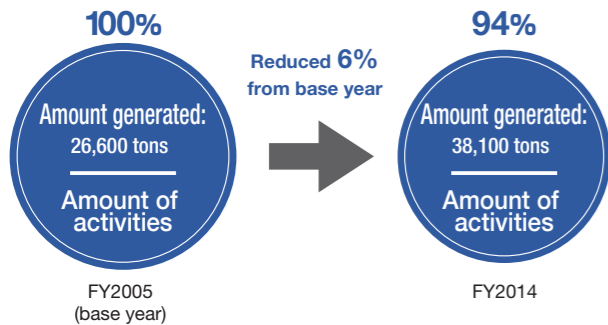 100%
Amount generated:
26,600 tons
Amount of
activities
FY2005
(base year)
Reduced 6%
from base year
94%
Amount generated:
38,100 tons
Amount of
activities
FY2014